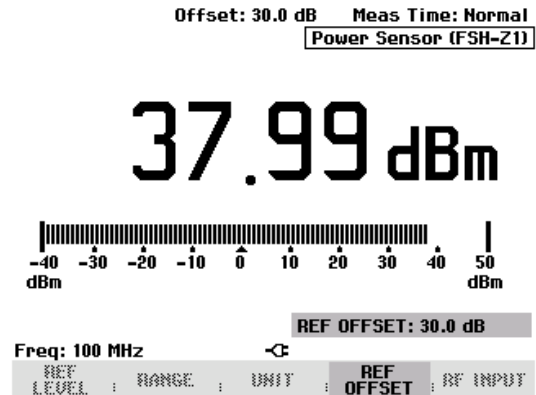 Offset: 30.0 dB Meas Time: Normal
Power Sensor (FSH-Z1)
37.99 dBm
-40 -30 -20 -10 0 10 20 30 40 50
dBm dBm
REF OFFSET: 30.0 dB
Freq: 100 MHz
REF LEVEL : RANGE : UNIT : REF OFFSET : RF INPUT